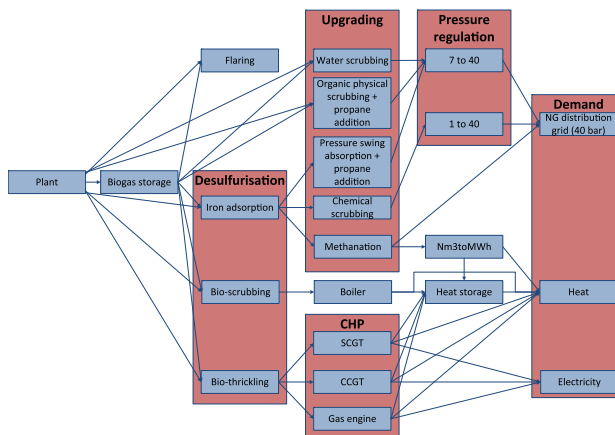 Upgrading
Pressure
regulation
Flaring
Water scrubbing
7 to 40
Organic physical
scrubbing +
propane
addition
Demand
1 to 40
NG distribution
grid (40 bar)
Pressure swing
absorption +
propane
addition
Plant
Biogas storage
Desulfurisation
Iron adsorption
Chemical
scrubbing
Methanation
Nm3toMWh
Bio-scrubbing
Boiler
Heat storage
Heat
CHP
SCGT
Bio-thrickling
CCGT
Electricity
Gas engine